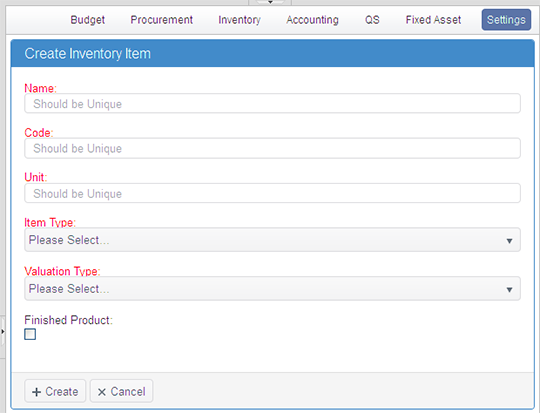 Budget Procurement Inventory Accounting QS Fixed Asset Settings
Create Inventory Item
Name:
Should be Unique
Code:
Should be Unique
Unit:
Should be Unique
Item Type:
Please Select...
Valuation Type:
Please Select...
Finished Product:
Create Cancel